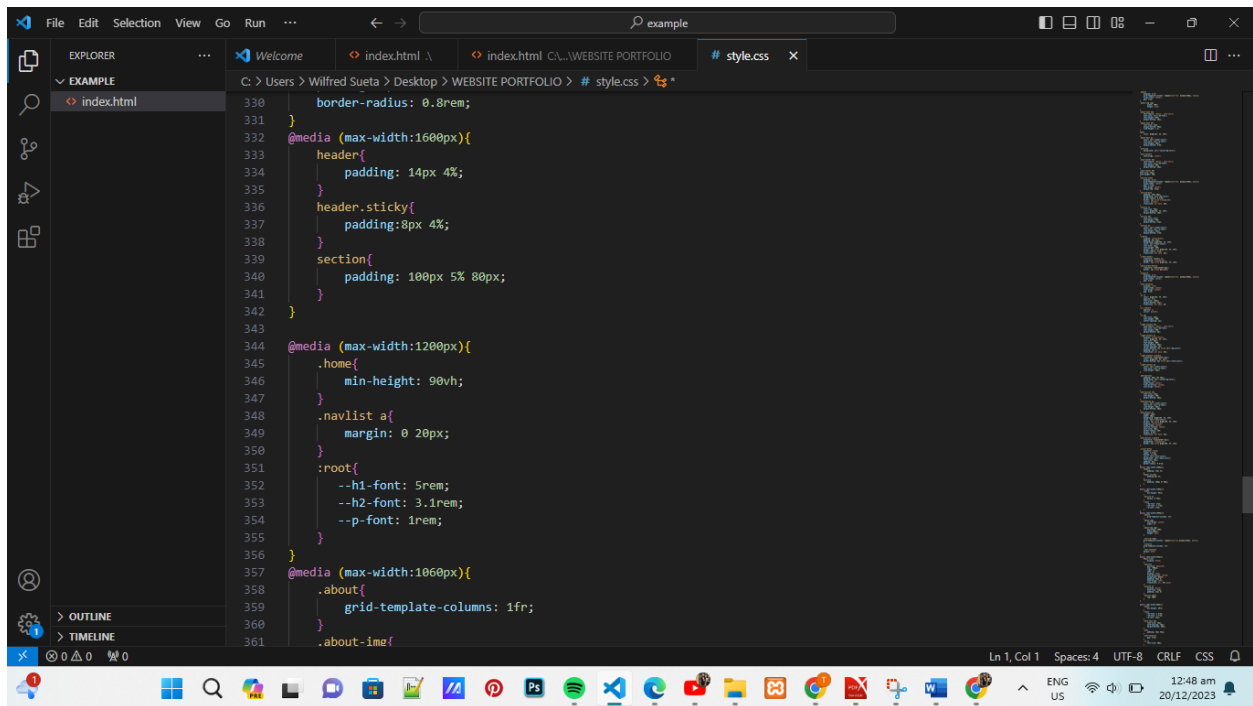 File Edit Selection View Go Run ··· example
EXPLORER ··· Welcome index.html .\ index.html C:\...\WEBSITE PORTFOLIO # style.css
EXAMPLE
index.html
C: > Users > Wilfred Sueta > Desktop > WEBSITE PORTFOLIO > # style.css > *
330 border-radius: 0.8rem;
331 }
332 @media (max-width:1600px){
333 header{
334 padding: 14px 4%;
335 }
336 header.sticky{
337 padding:8px 4%;
338 }
339 section{
340 padding: 100px 5% 80px;
341 }
342 }
343
344 @media (max-width:1200px){
345 .home{
346 min-height: 90vh;
347 }
348 .navlist a{
349 margin: 0 20px;
350 }
351 :root{
352 --h1-font: 5rem;
353 --h2-font: 3.1rem;
354 --p-font: 1rem;
355 }
356 }
357 @media (max-width:1060px){
358 .about{
359 grid-template-columns: 1fr;
360 }
361 .about-img{
OUTLINE
TIMELINE
1
0 0 0 Ln 1, Col 1 Spaces: 4 UTF-8 CRLF CSS
1 PRE Ps ENG 12:48 am
US 20/12/2023